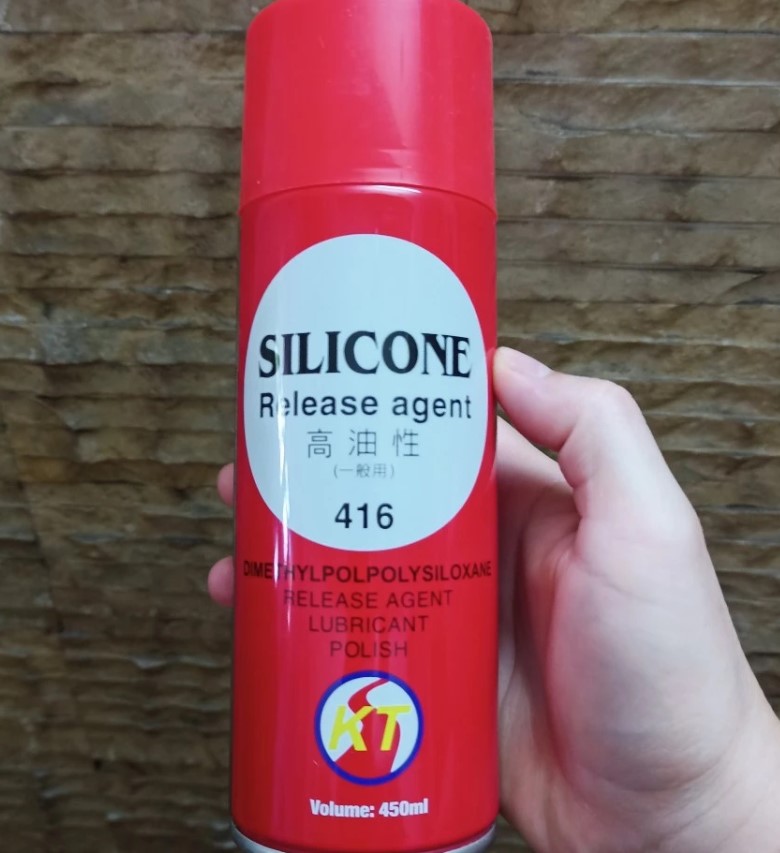 SILICONE
Release agent
高油性
(一般用)
416
DIMETHYLPOLPOLYSILOXANE
RELEASE AGENT
LUBRICANT
POLISH
KT
Volume: 450ml